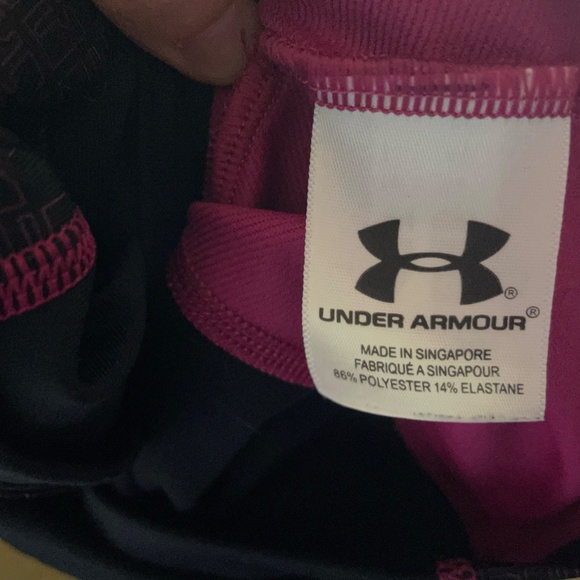 ®
UNDER ARMOUR®
MADE IN SINGAPORE
FABRIQUÉ A SINGAPOUR
86% POLYESTER 14% ELASTANE